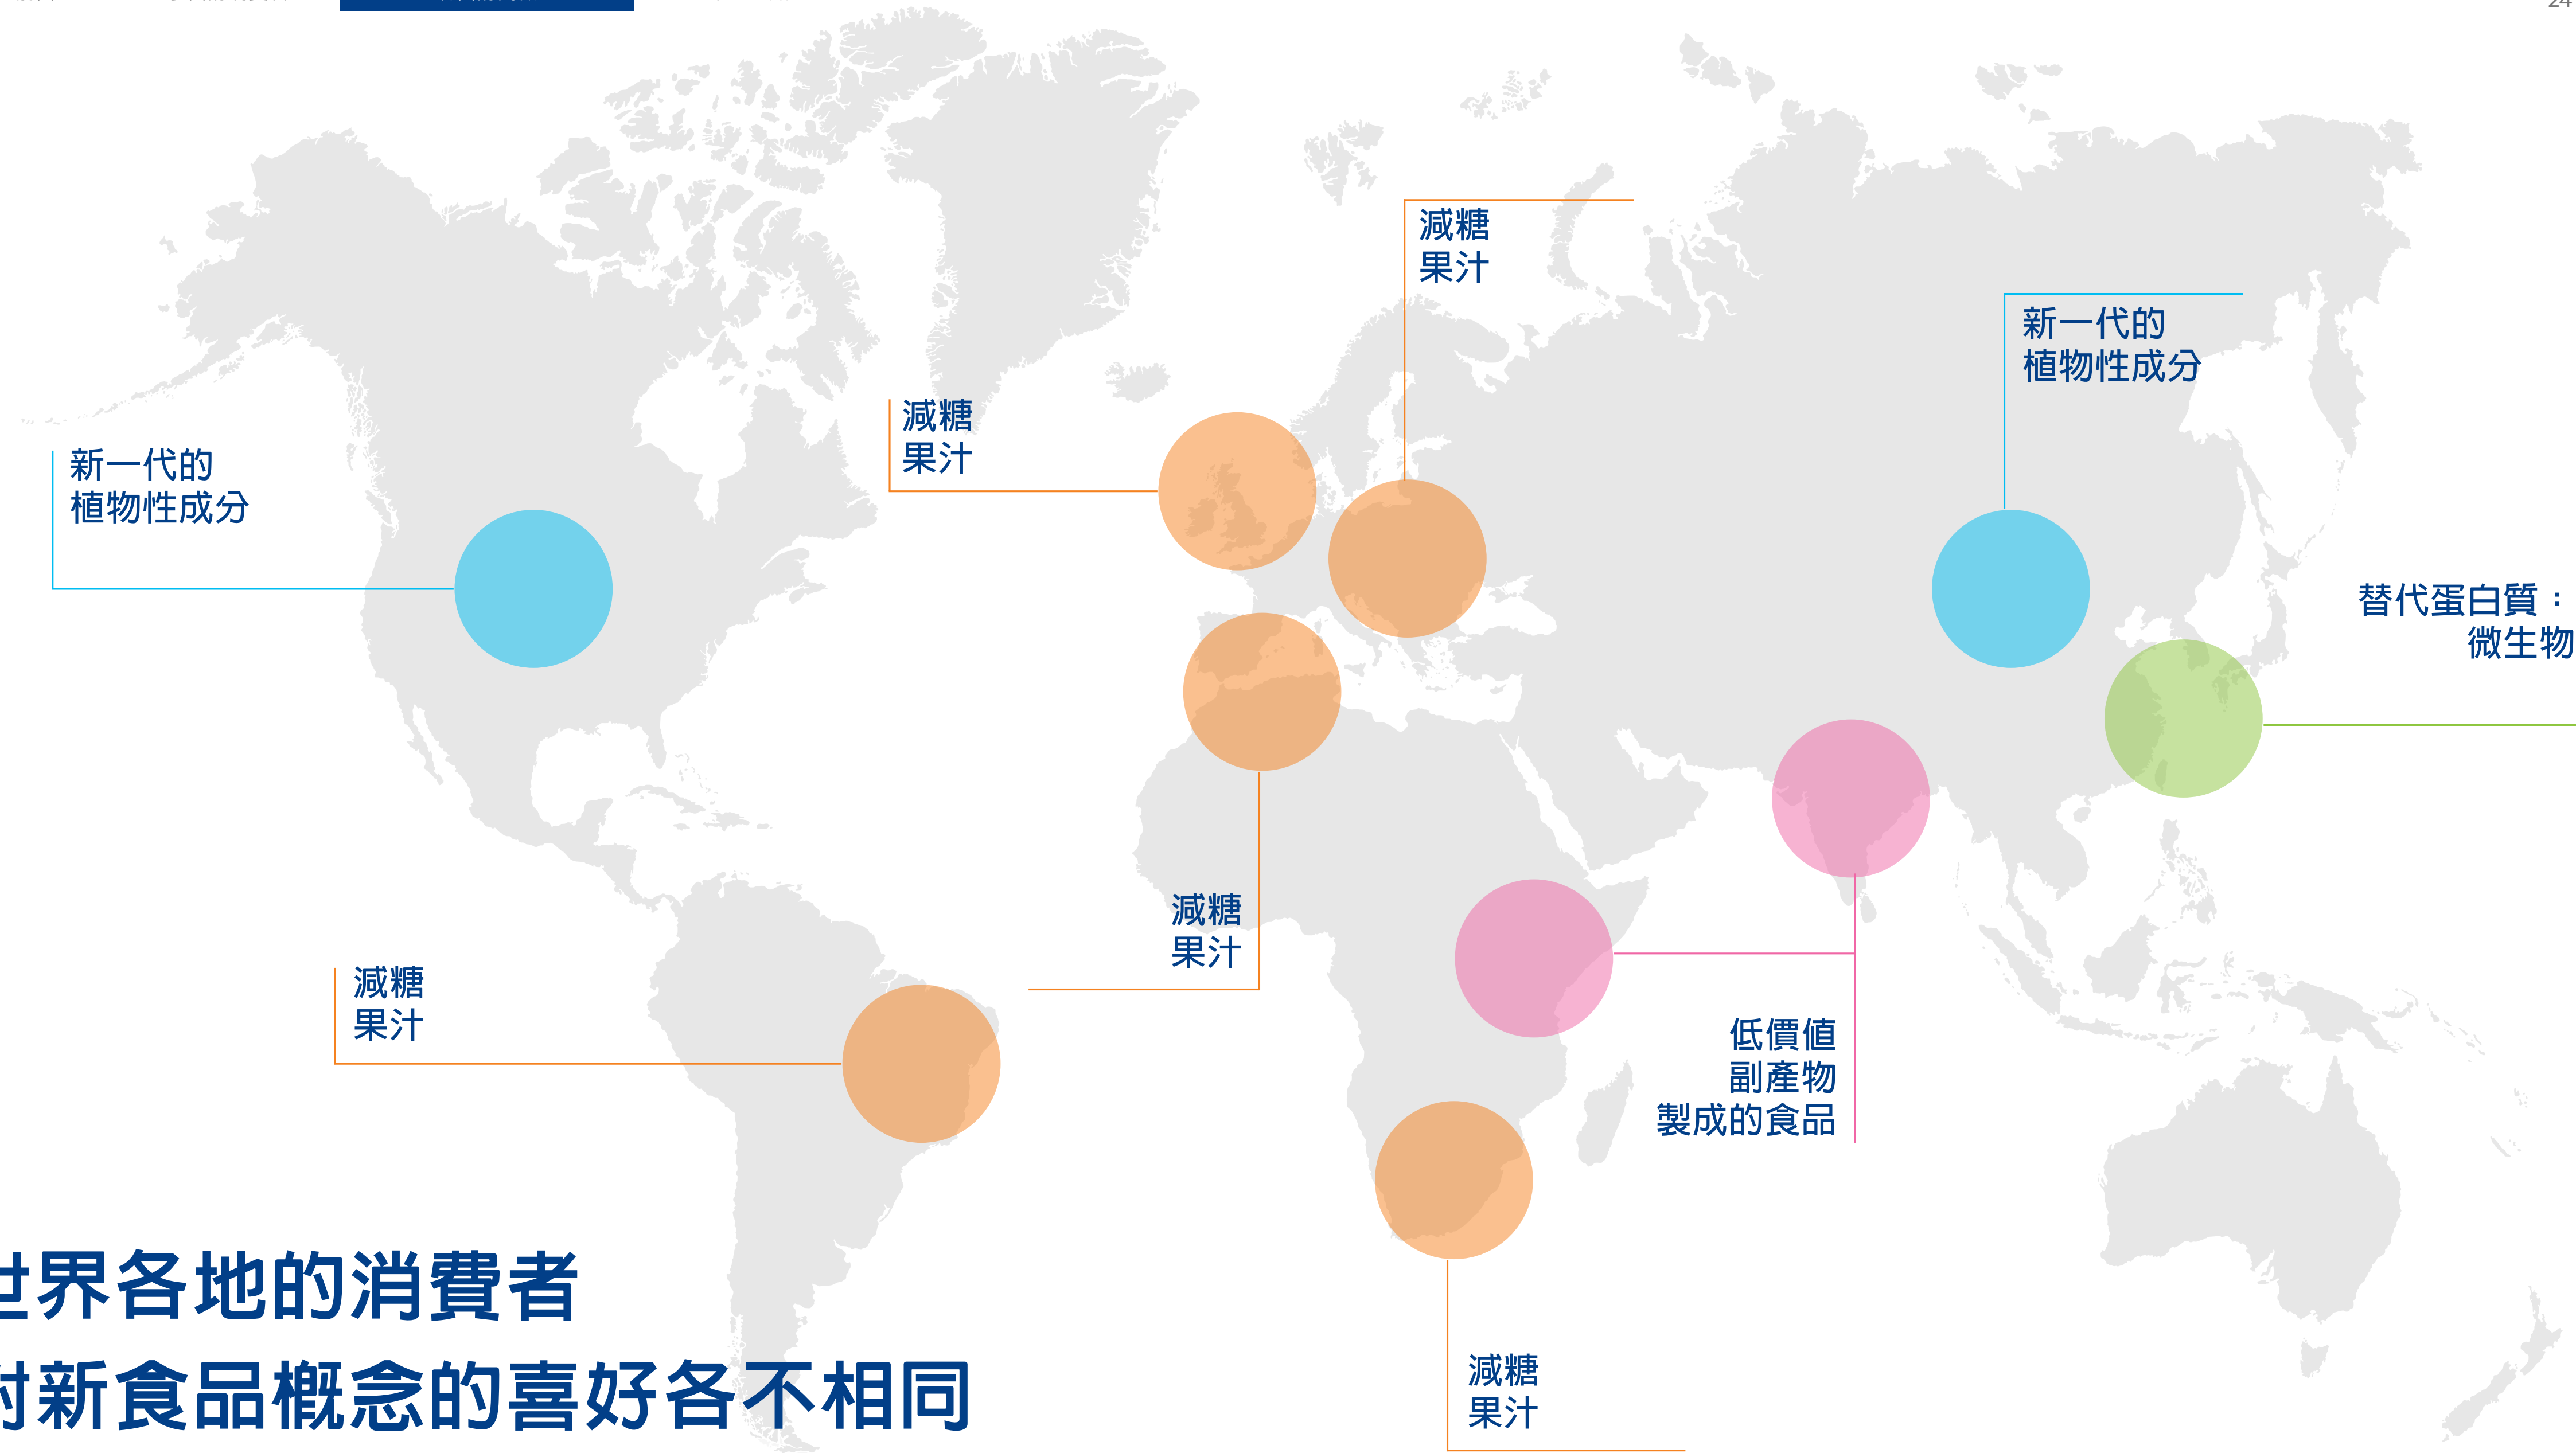 24
減糖
果汁
新一代的
植物性成分
減糖
果汁
新一代的
植物性成分
替代蛋白質：
微生物
減糖
果汁
減糖
果汁
低價值
副產物
製成的食品
世界各地的消費者
對新食品概念的喜好各不相同
減糖
果汁